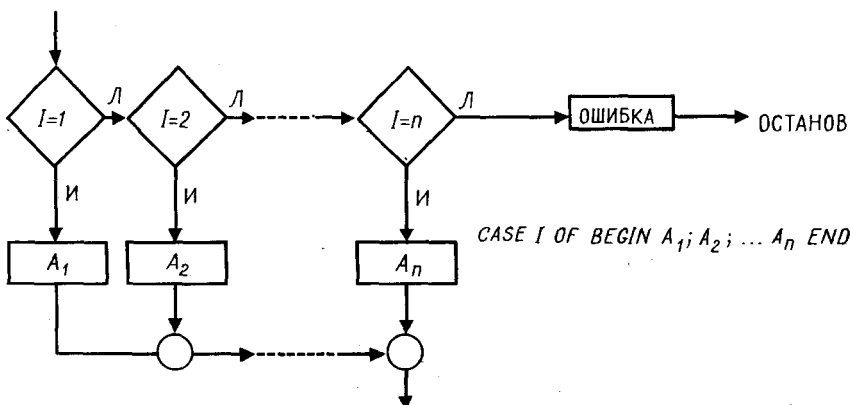 I=1
Л
I=2
Л
I=n
Л
ОШИБКА
ОСТАНОВ
И
И
И
A₁
A₂
Aₙ
CASE I OF BEGIN A₁; A₂; ... Aₙ END